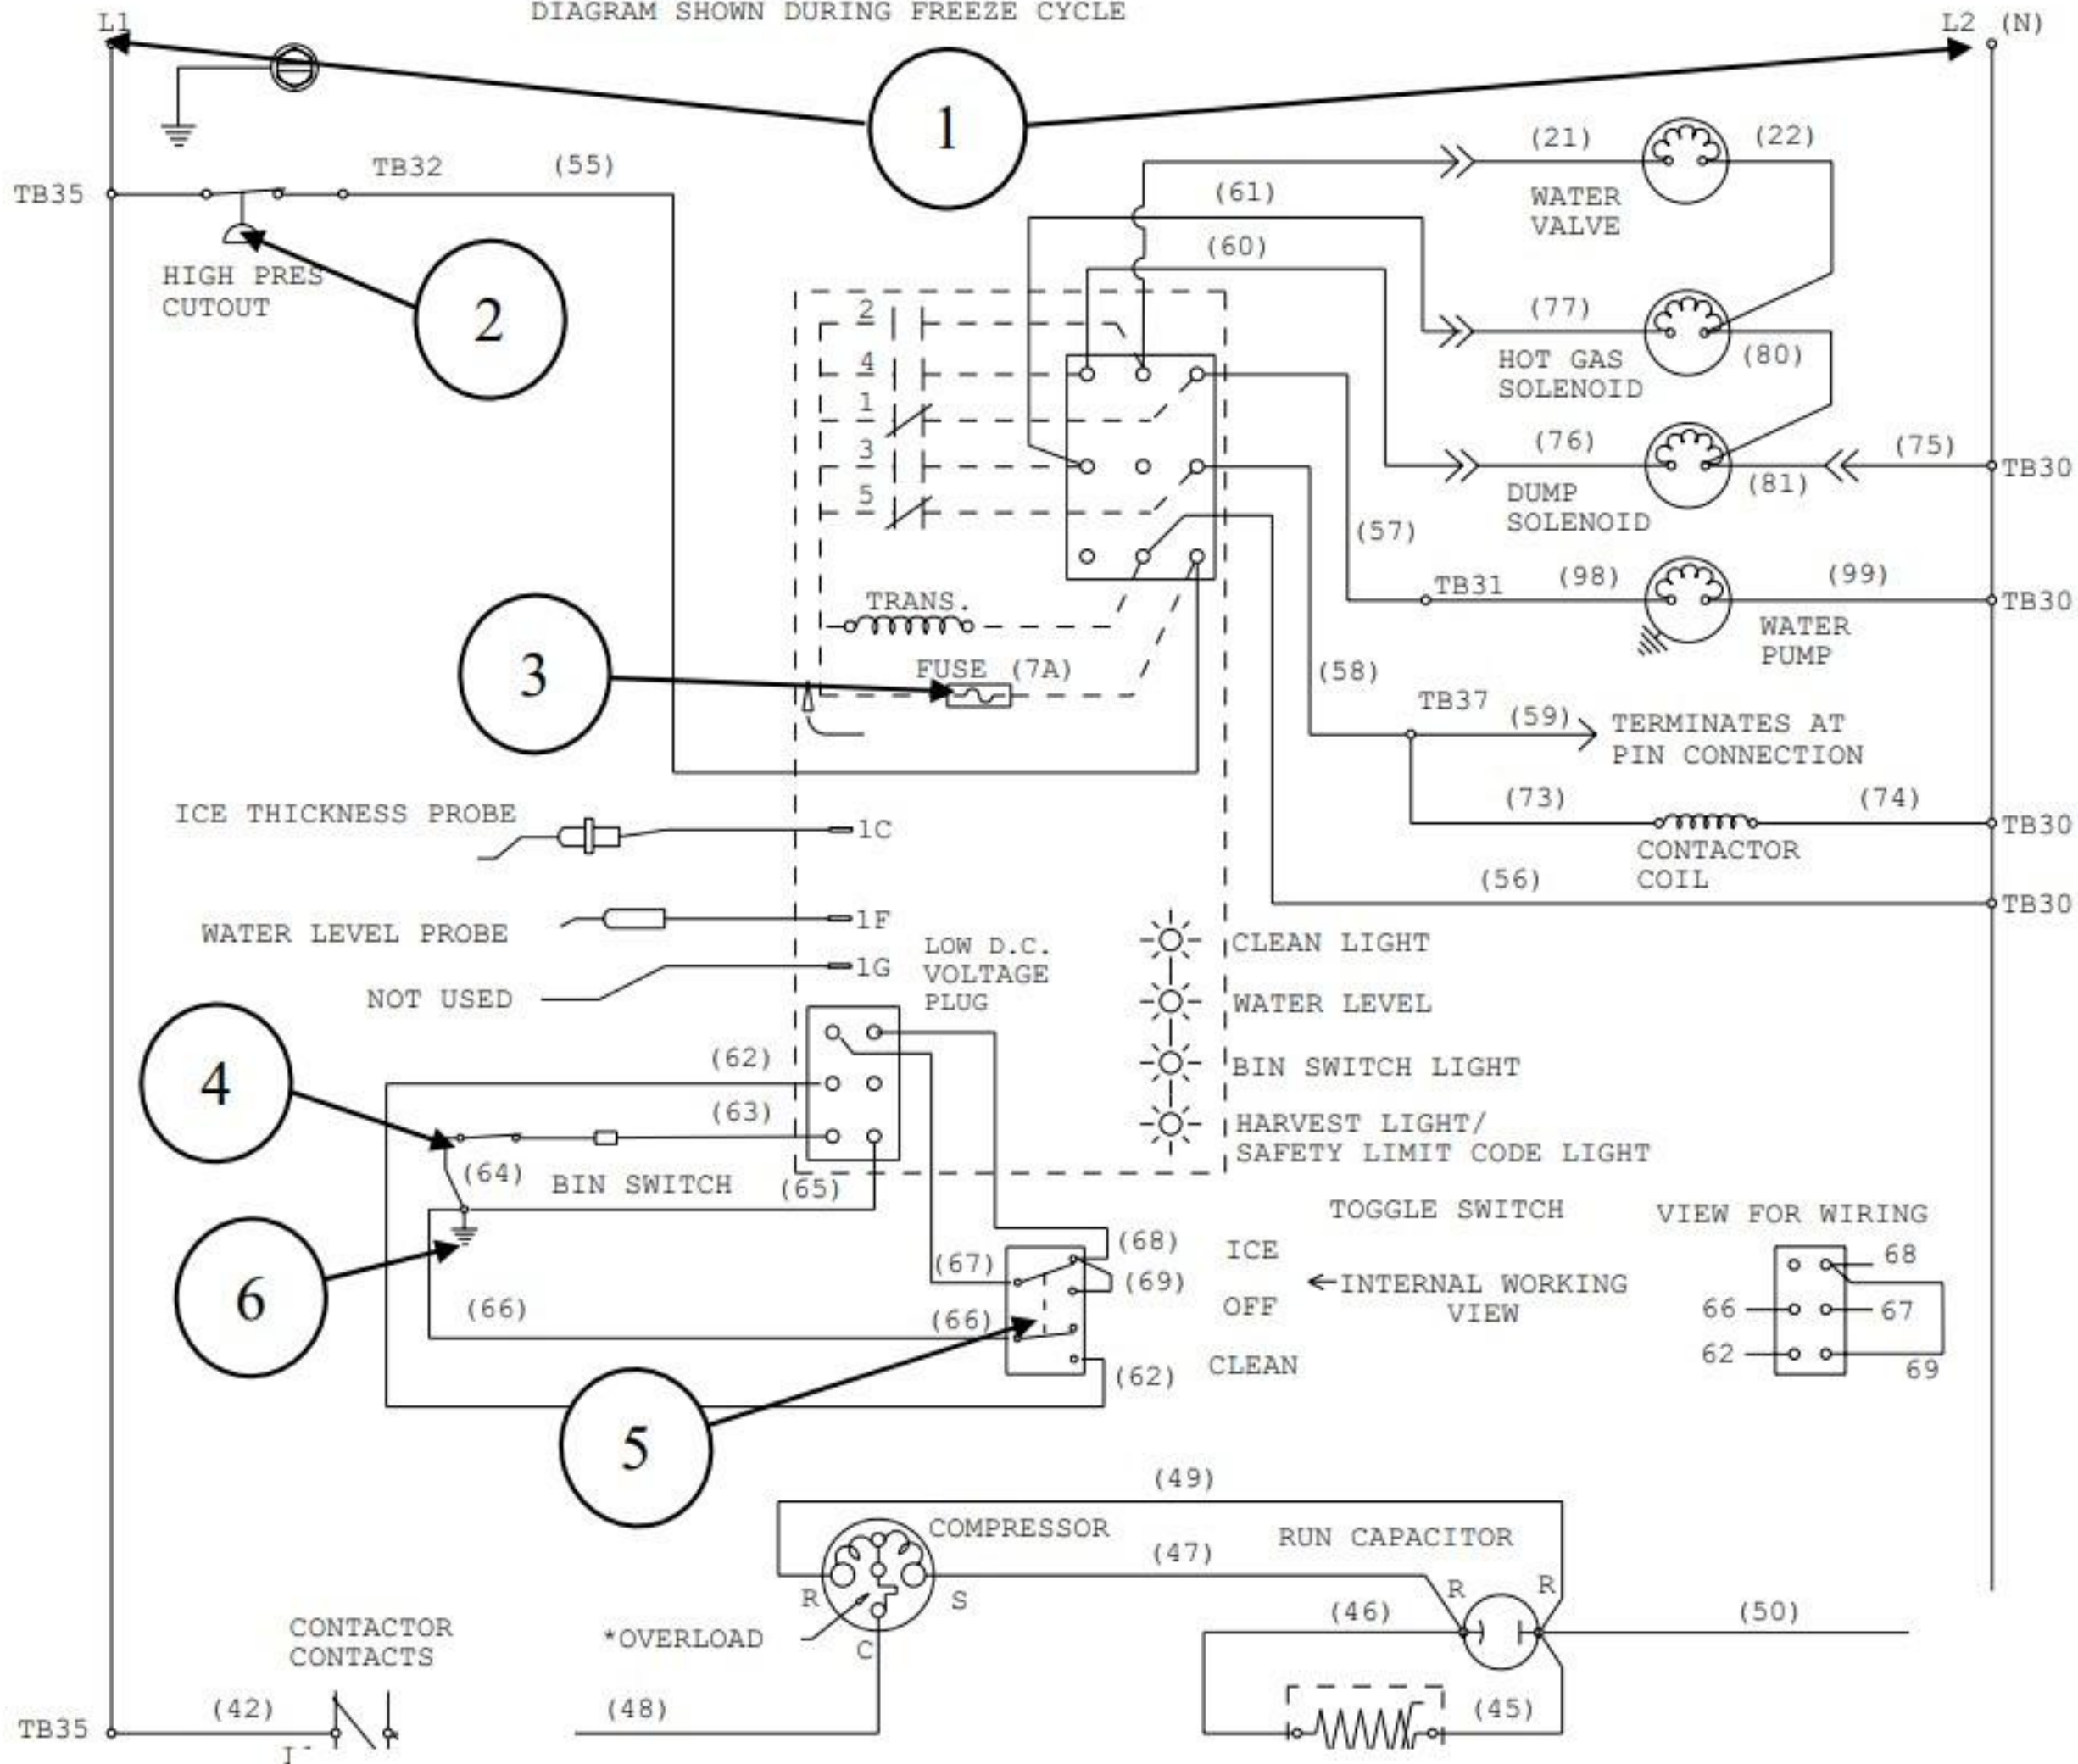 DIAGRAM SHOWN DURING FREEZE CYCLE
L1
L2 (N)
1
TB35
TB32
(55)
HIGH PRES
CUTOUT
2
(21)
(22)
WATER
VALVE
(61)
(60)
(77)
(80)
HOT GAS
SOLENOID
2
4
1
3
5
(76)
(81)
(75)
TB30
DUMP
SOLENOID
(57)
TB31
(98)
(99)
TB30
WATER
PUMP
TRANS.
FUSE (7A)
3
(58)
TB37
(59)
TERMINATES AT
PIN CONNECTION
(73)
(74)
TB30
CONTACTOR
COIL
(56)
TB30
ICE THICKNESS PROBE
1C
WATER LEVEL PROBE
1F
1G
NOT USED
LOW D.C.
VOLTAGE
PLUG
CLEAN LIGHT
WATER LEVEL
BIN SWITCH LIGHT
HARVEST LIGHT/
SAFETY LIMIT CODE LIGHT
4
(62)
(63)
(64)
BIN SWITCH
(65)
6
(66)
(67)
(66)
(68)
(69)
(62)
5
TOGGLE SWITCH
ICE
OFF
CLEAN
INTERNAL WORKING
VIEW
VIEW FOR WIRING
68
66
67
62
69
(49)
COMPRESSOR
(47)
RUN CAPACITOR
R
S
C
*OVERLOAD
R
R
(46)
(50)
(45)
CONTACTOR
CONTACTS
TB35
(42)
(48)